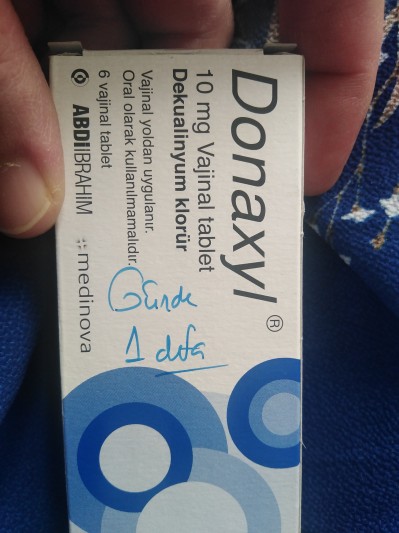 Donaxyl®
10 mg Vajinal tablet
Dekualinyum klorür
Vajinal yoldan uygulanır.
Oral olarak kullanılmamalıdır.
6 vajinal tablet
ABDİİBRAHİM
medinova
Günde
1 defa